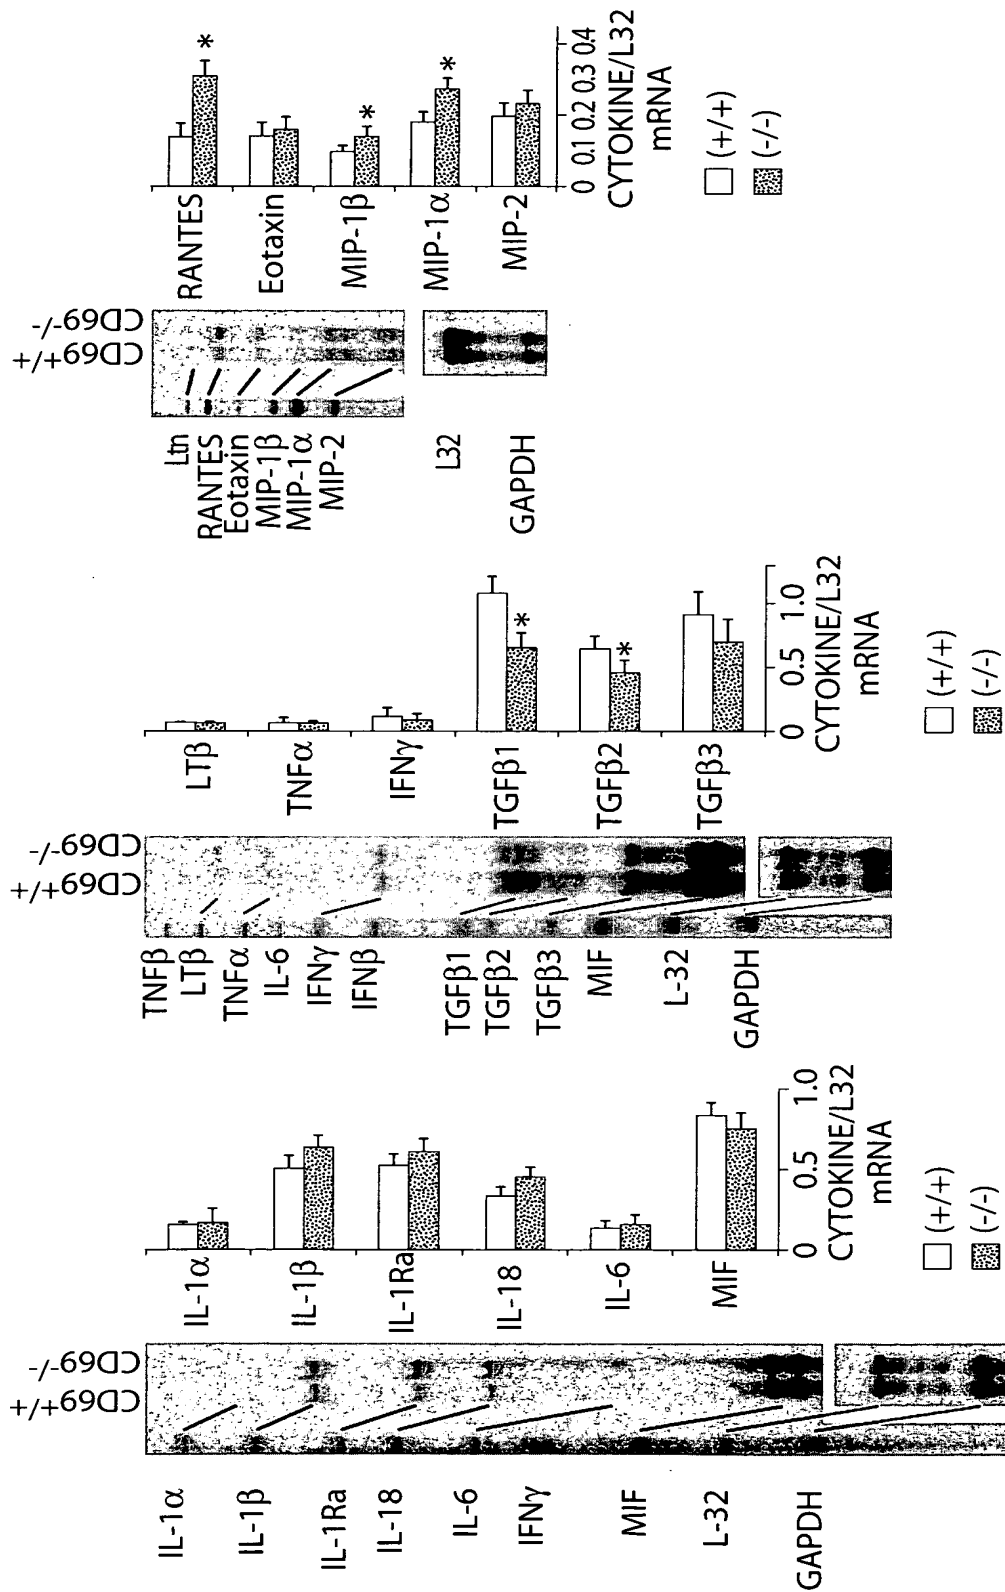 CD69+/+
CD69-/-
IL-1α
IL-1β
IL-1Ra
IL-18
IL-6
IFNγ
MIF
L-32
GAPDH
IL-1α
IL-1β
IL-1Ra
IL-18
IL-6
MIF
0 0.5 1.0
CYTOKINE/L32
mRNA
(+/+)
(-/-)
CD69+/+
CD69-/-
TNFβ
LTβ
TNFα
IL-6
IFNγ
IFNβ
TGFβ1
TGFβ2
TGFβ3
MIF
L-32
GAPDH
LTβ
TNFα
IFNγ
TGFβ1
*
TGFβ2
*
TGFβ3
0 0.5 1.0
CYTOKINE/L32
mRNA
(+/+)
(-/-)
CD69+/+
CD69-/-
Ltn
RANTES
Eotaxin
MIP-1β
MIP-1α
MIP-2
L32
GAPDH
RANTES
*
Eotaxin
MIP-1β
*
MIP-1α
*
MIP-2
0 0.1 0.2 0.3 0.4
CYTOKINE/L32
mRNA
(+/+)
(-/-)